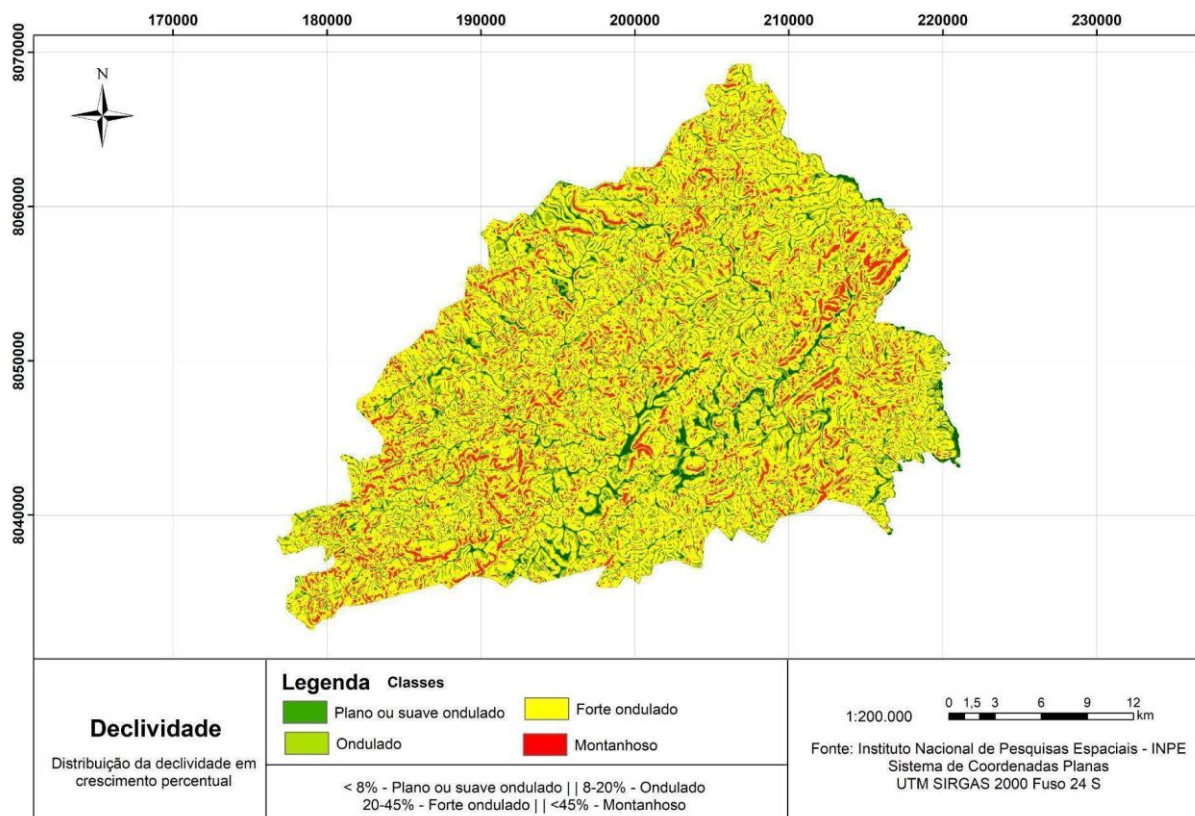 170000 180000 190000 200000 210000 220000 230000
8070000
N
8060000
8050000
8040000
Declividade
Distribuição da declividade em
crescimento percentual
Legenda Classes
Plano ou suave ondulado
Forte ondulado
Ondulado
Montanhoso
< 8% - Plano ou suave ondulado || 8-20% - Ondulado
20-45% - Forte ondulado || <45% - Montanhoso
1:200.000
0 1,5 3 6 9 12
km
Fonte: Instituto Nacional de Pesquisas Espaciais - INPE
Sistema de Coordenadas Planas
UTM SIRGAS 2000 Fuso 24 S